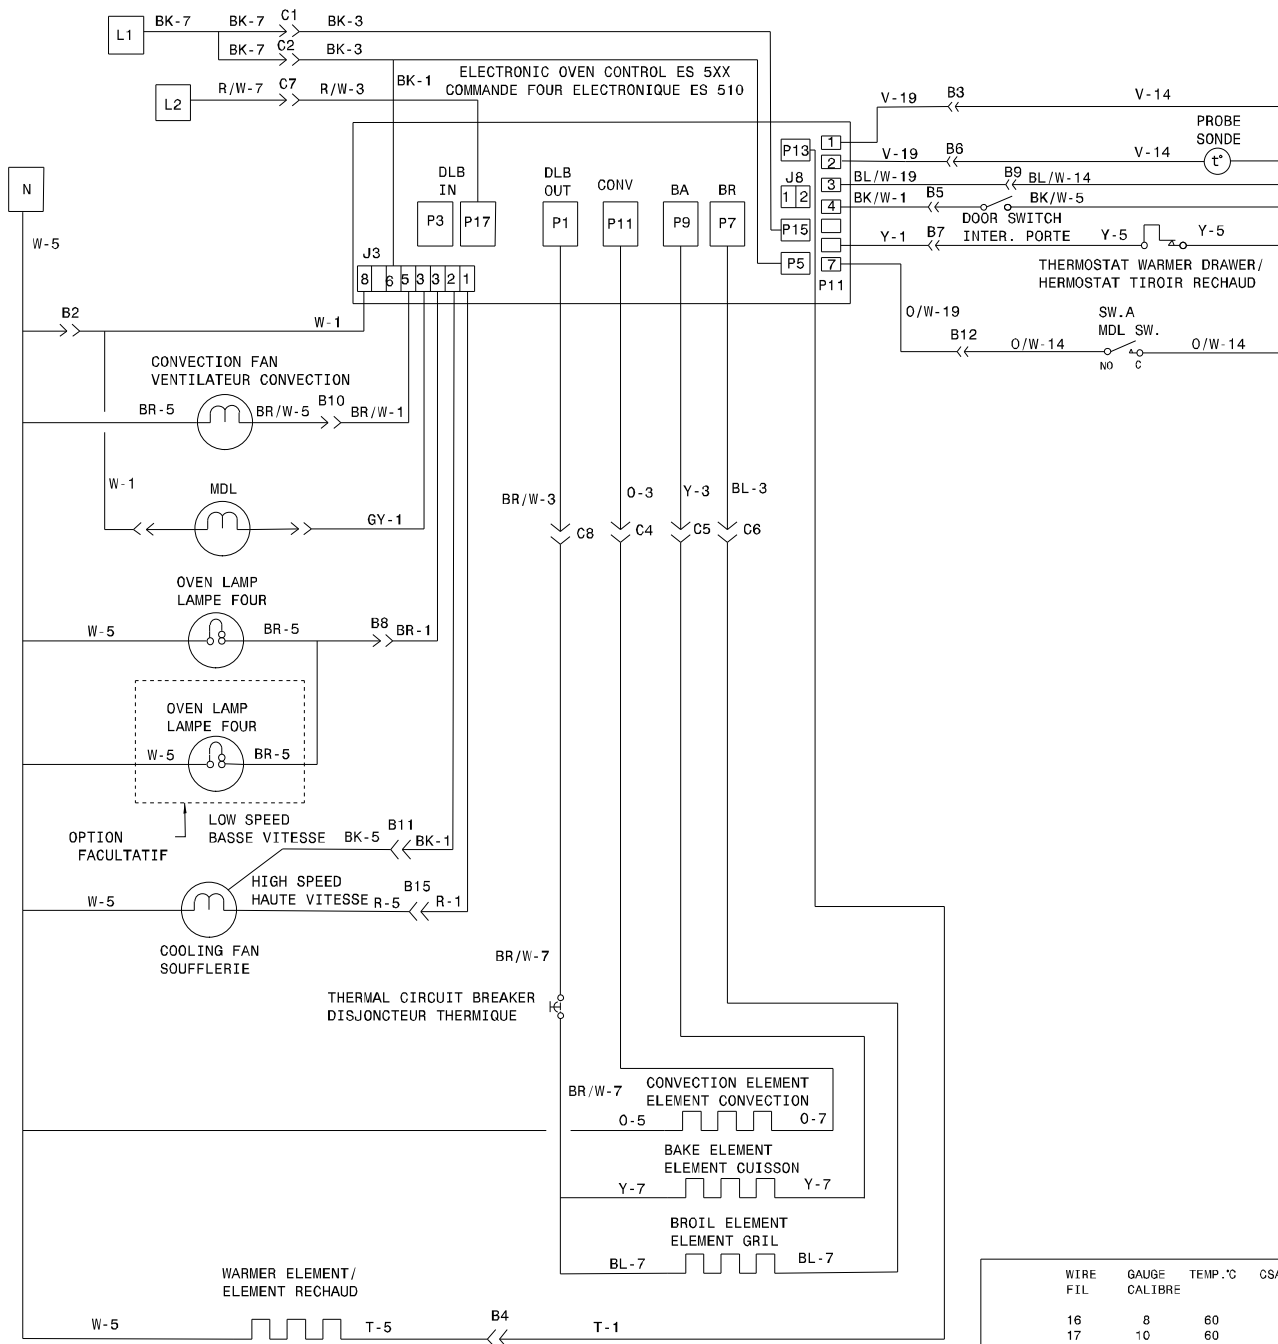 BK-7 BK-7 C1 BK-3
L1
BK-7 C2 BK-3
R/W-7 C7 R/W-3 BK-1
L2
ELECTRONIC OVEN CONTROL ES 5XX
COMMANDE FOUR ELECTRONIQUE ES 510
V-19 B3 V-14
PROBE
SONDE
V-19 B6 V-14 t°
BL/W-19 B9 BL/W-14
BK/W-1 B5 BK/W-5
DOOR SWITCH
INTER. PORTE
Y-1 B7 Y-5 Y-5
THERMOSTAT WARMER DRAWER/
HERMOSTAT TIROIR RECHAUD
O/W-19
B12
O/W-14
SW.A
MDL SW.
NO C
O/W-14
P13 1
2
J8 3
1 2 4
P15
P5 7
P11
DLB
IN
P3 P17
DLB
OUT
P1
CONV
P11
BA
P9
BR
P7
J3
8 6 5 3 3 2 1
N
W-5
B2
W-1
CONVECTION FAN
VENTILATEUR CONVECTION
BR-5 BR/W-5 B10 BR/W-1
W-1
MDL
GY-1
OVEN LAMP
LAMPE FOUR
W-5 BR-5 B8 BR-1
OVEN LAMP
LAMPE FOUR
W-5 BR-5
OPTION
FACULTATIF
LOW SPEED
BASSE VITESSE
BK-5 B11 BK-1
HIGH SPEED
HAUTE VITESSE
W-5 R-5 B15 R-1
COOLING FAN
SOUFFLERIE
BR/W-3 O-3 Y-3 BL-3
C8 C4 C5 C6
BR/W-7
THERMAL CIRCUIT BREAKER
DISJONCTEUR THERMIQUE
BR/W-7
CONVECTION ELEMENT
ELEMENT CONVECTION
O-5 O-7
BAKE ELEMENT
ELEMENT CUISSON
Y-7 Y-7
BROIL ELEMENT
ELEMENT GRIL
BL-7 BL-7
WARMER ELEMENT/
ELEMENT RECHAUD
W-5 T-5 B4 T-1
WIRE GAUGE TEMP.°C CSA
FIL CALIBRE
16 8 60
17 10 60